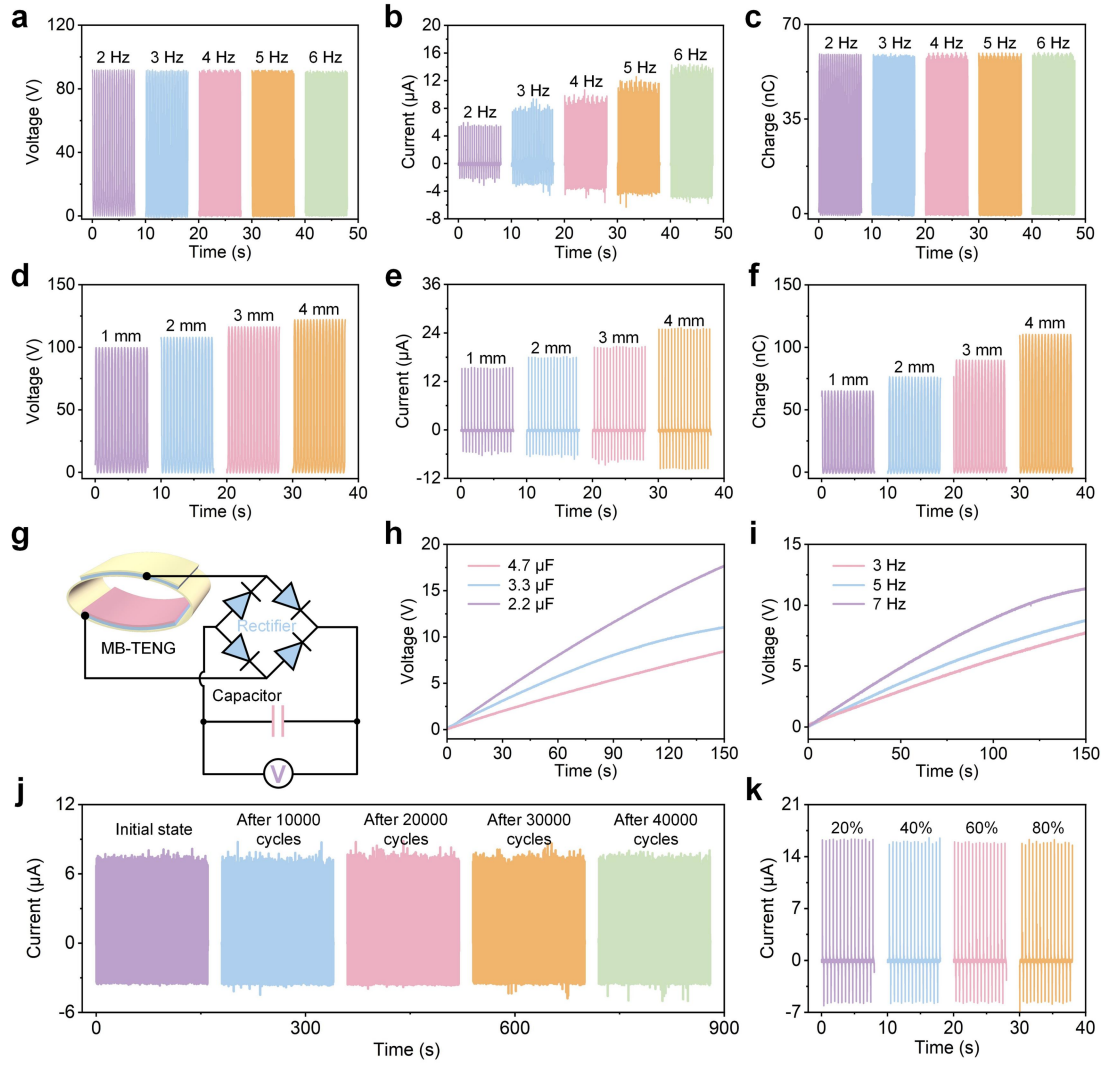 a
120
80
40
0
Voltage (V)
2 Hz 3 Hz 4 Hz 5 Hz 6 Hz
0 10 20 30 40 50
Time (s)
b
20
16
12
8
4
0
-4
-8
Current (μA)
2 Hz
3 Hz
4 Hz
5 Hz
6 Hz
0 10 20 30 40 50
Time (s)
c
70
35
0
Charge (nC)
2 Hz 3 Hz 4 Hz 5 Hz 6 Hz
0 10 20 30 40 50
Time (s)
d
150
100
50
0
Voltage (V)
1 mm
2 mm
3 mm
4 mm
0 10 20 30 40
Time (s)
e
36
24
12
0
-12
Current (μA)
1 mm
2 mm
3 mm
4 mm
0 10 20 30 40
Time (s)
f
150
100
50
0
Charge (nC)
1 mm
2 mm
3 mm
4 mm
0 10 20 30 40
Time (s)
g
MB-TENG
Rectifier
Capacitor
V
h
20
15
10
5
0
Voltage (V)
4.7 μF
3.3 μF
2.2 μF
0 30 60 90 120 150
Time (s)
i
15
10
5
0
Voltage (V)
3 Hz
5 Hz
7 Hz
0 50 100 150
Time (s)
j
12
6
0
-6
Current (μA)
Initial state
After 10000
cycles
After 20000
cycles
After 30000
cycles
After 40000
cycles
0 300 600 900
Time (s)
k
21
14
7
0
-7
Current (μA)
20% 40% 60% 80%
0 10 20 30 40
Time (s)